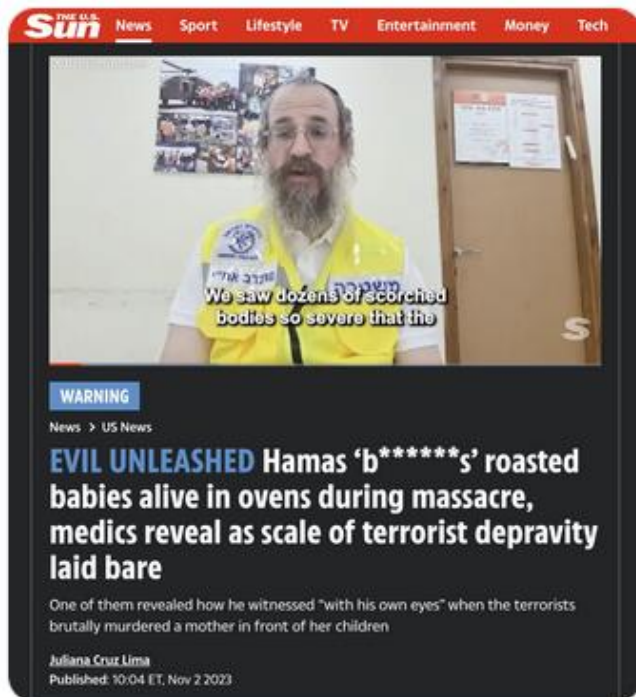 THE U.S.
Sun News Sport Lifestyle TV Entertainment Money Tech
משטרה
We saw dozens of scorched
bodies so severe that the
S
WARNING
News > US News
EVIL UNLEASHED Hamas ‘b******s’ roasted
babies alive in ovens during massacre,
medics reveal as scale of terrorist depravity
laid bare
One of them revealed how he witnessed "with his own eyes" when the terrorists
brutally murdered a mother in front of her children
Juliana Cruz Lima
Published: 10:04 ET, Nov 2 2023